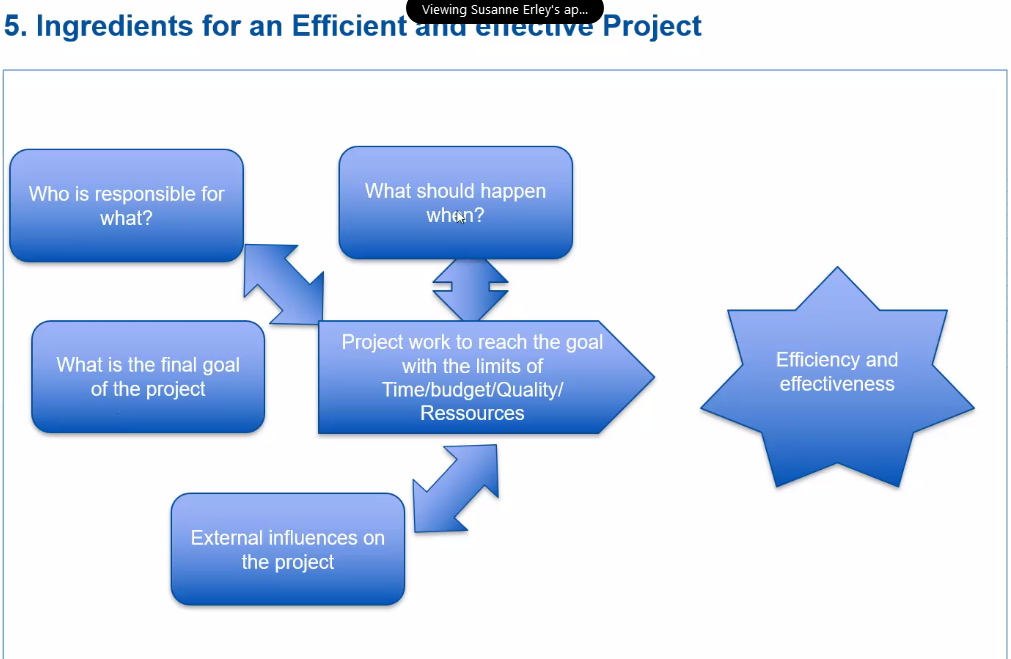 Viewing Susanne Erley's ap...
5. Ingredients for an Efficient and effective Project
Who is responsible for
what?
What should happen
when?
What is the final goal
of the project
Project work to reach the goal
with the limits of
Time/budget/Quality/
Ressources
Efficiency and
effectiveness
External influences on
the project